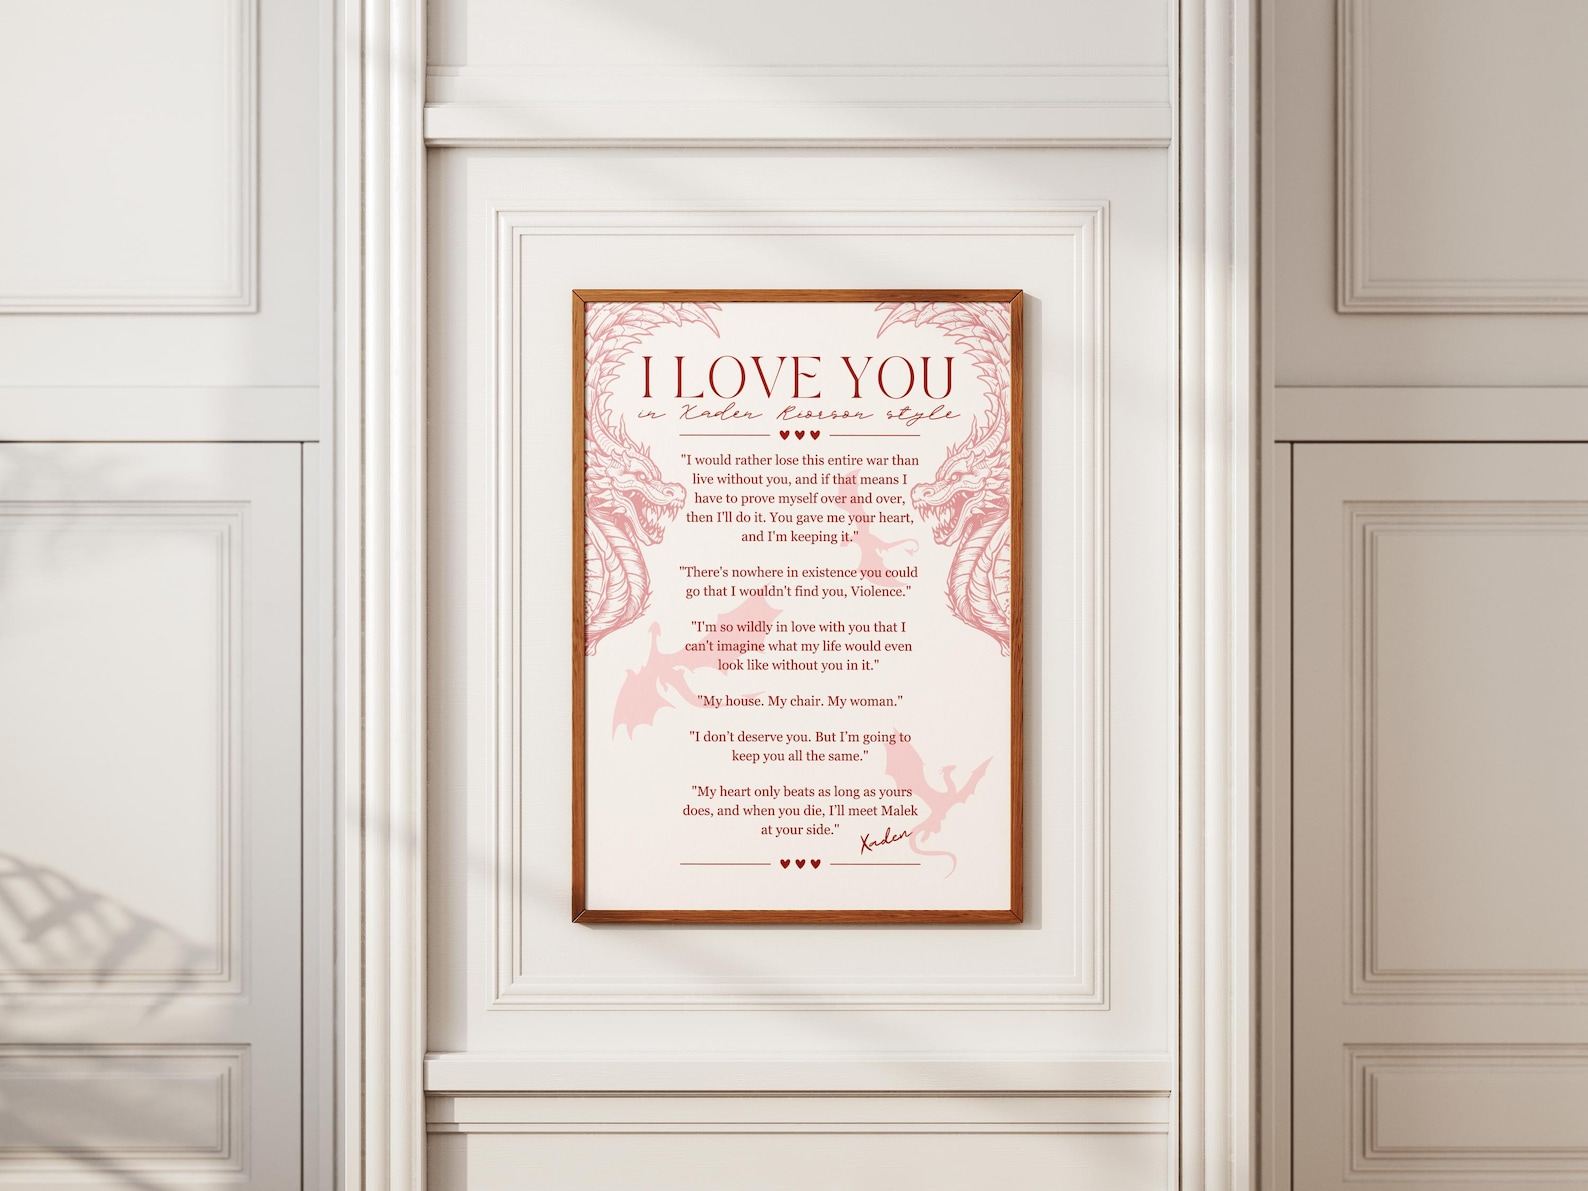 I LOVE YOU
in Xaden Riorson style
"I would rather lose this entire war than
live without you, and if that means I
have to prove myself over and over,
then I'll do it. You gave me your heart,
and I'm keeping it."
"There's nowhere in existence you could
go that I wouldn't find you, Violence."
"I'm so wildly in love with you that I
can't imagine what my life would even
look like without you in it."
"My house. My chair. My woman."
"I don’t deserve you. But I’m going to
keep you all the same."
"My heart only beats as long as yours
does, and when you die, I’ll meet Malek
at your side."
Xaden